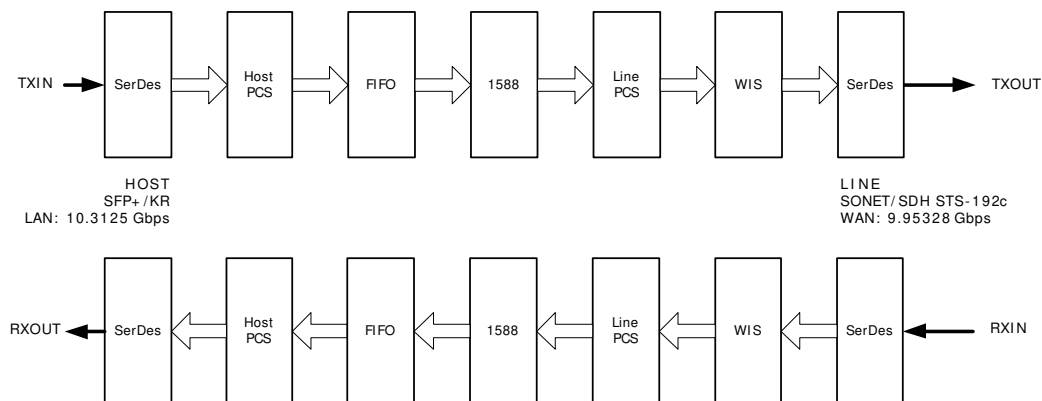 TXIN
SerDes
Host
PCS
FIFO
1588
Line
PCS
WIS
SerDes
TXOUT
HOST
SFP+/KR
LAN: 10.3125 Gbps
LINE
SONET/SDH STS-192c
WAN: 9.95328 Gbps
RXOUT
SerDes
Host
PCS
FIFO
1588
Line
PCS
WIS
SerDes
RXIN